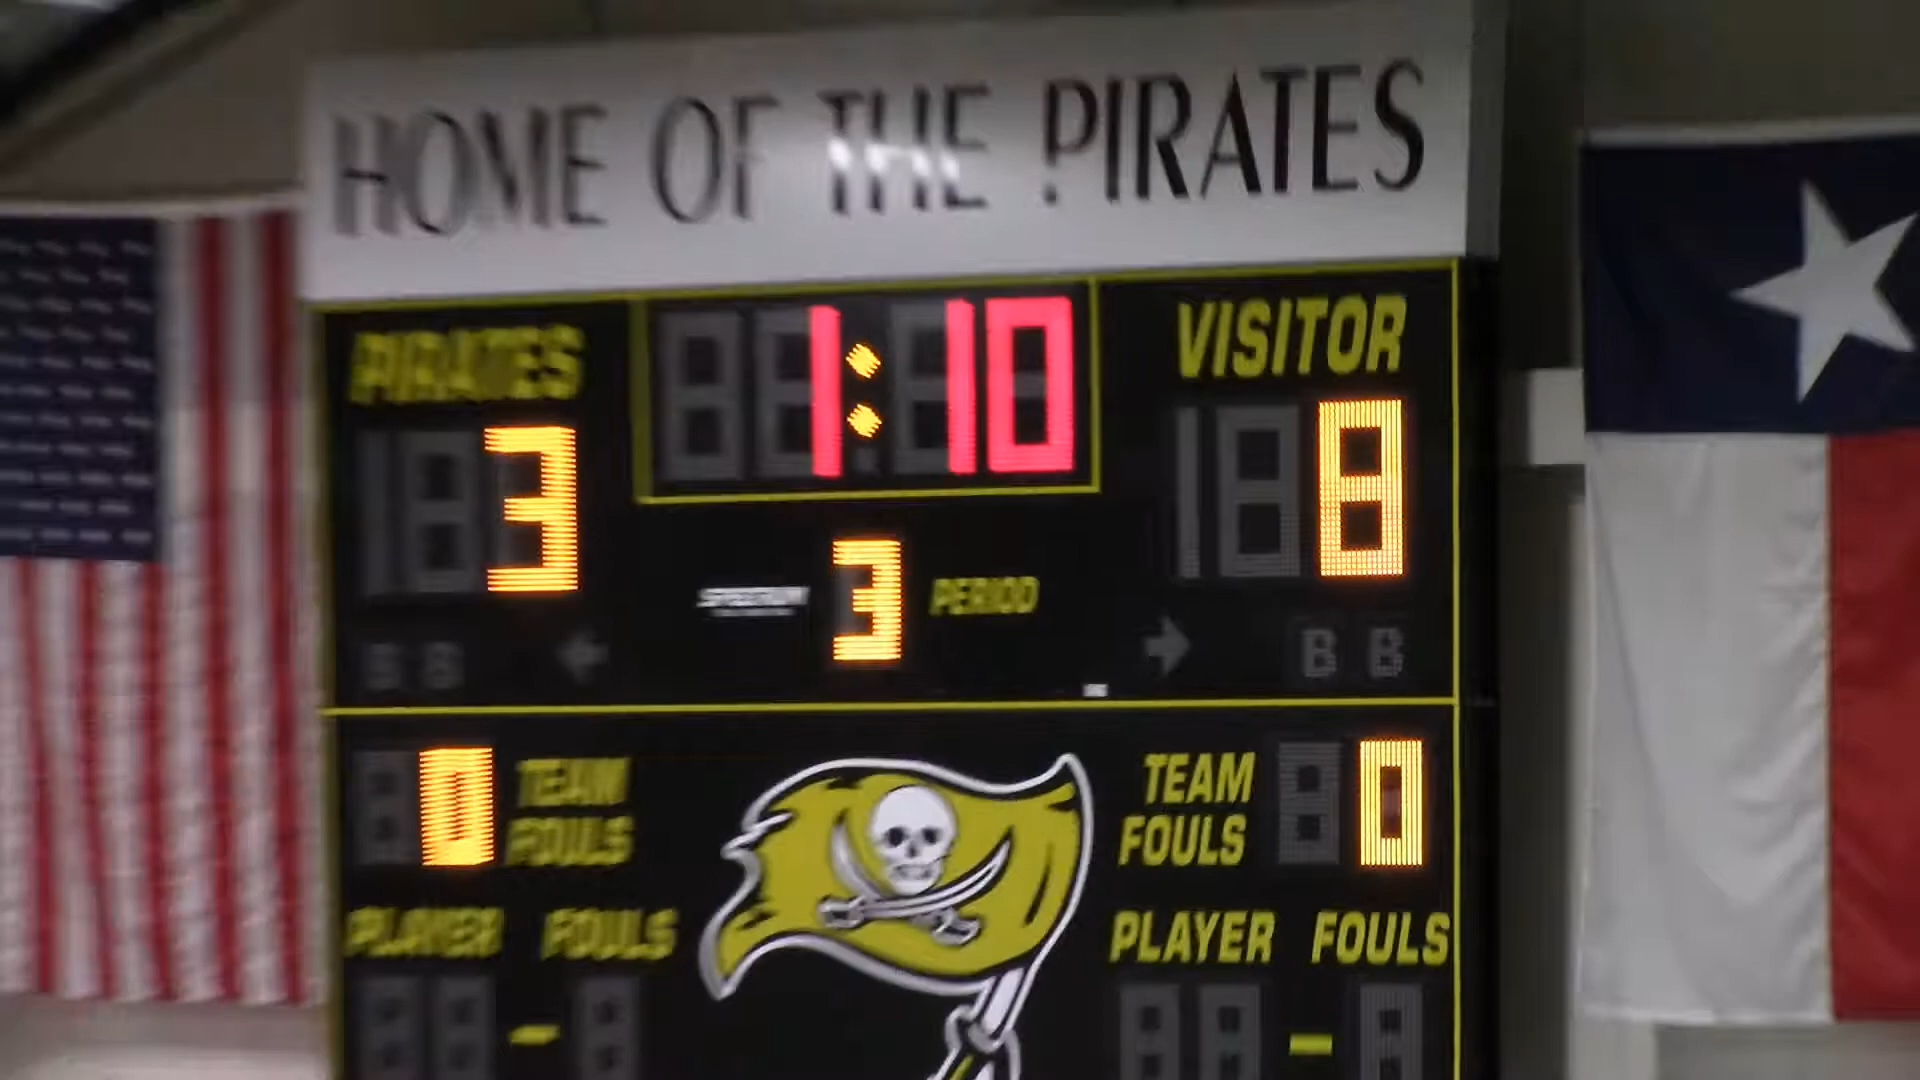 HOME OF THE PIRATES
PIRATES 1:10 VISITOR
3 8
3 PERIOD
B B
0 TEAM FOULS TEAM FOULS 0
PLAYER FOULS PLAYER FOULS